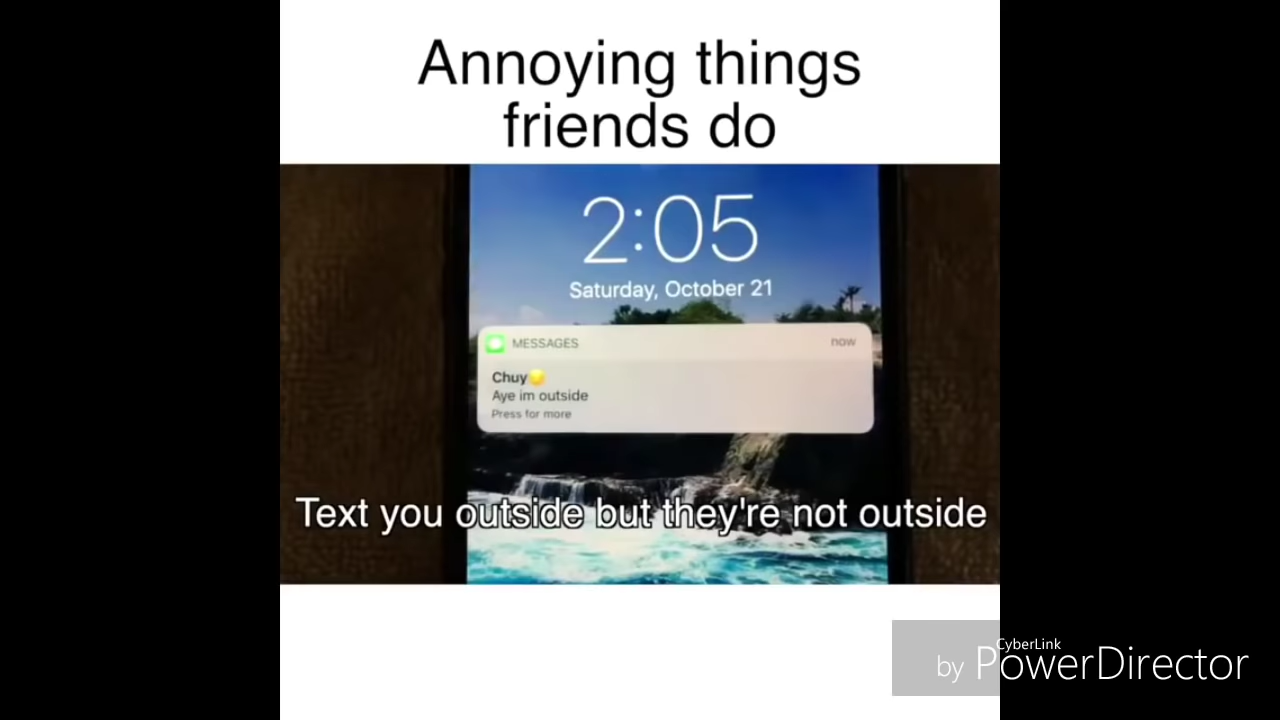 Annoying things
friends do
2:05
Saturday, October 21
MESSAGES now
Chuy
Aye im outside
Press for more
Text you outside but they're not outside
CyberLink
by PowerDirector